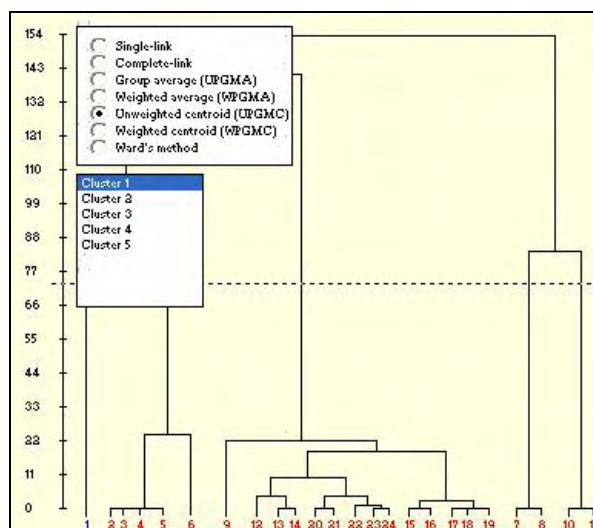 154
143
132
121
110
99
88
77
66
55
44
33
22
11
0
Single-link
Complete-link
Group average (UPGMA)
Weighted average (WPGMA)
Unweighted centroid (UPGMC)
Weighted centroid (WPGMC)
Ward's method
Cluster 1
Cluster 2
Cluster 3
Cluster 4
Cluster 5
1 2 3 4 5 6 9 12 13 14 20 21 22 23 24 15 16 17 18 19 7 8 10